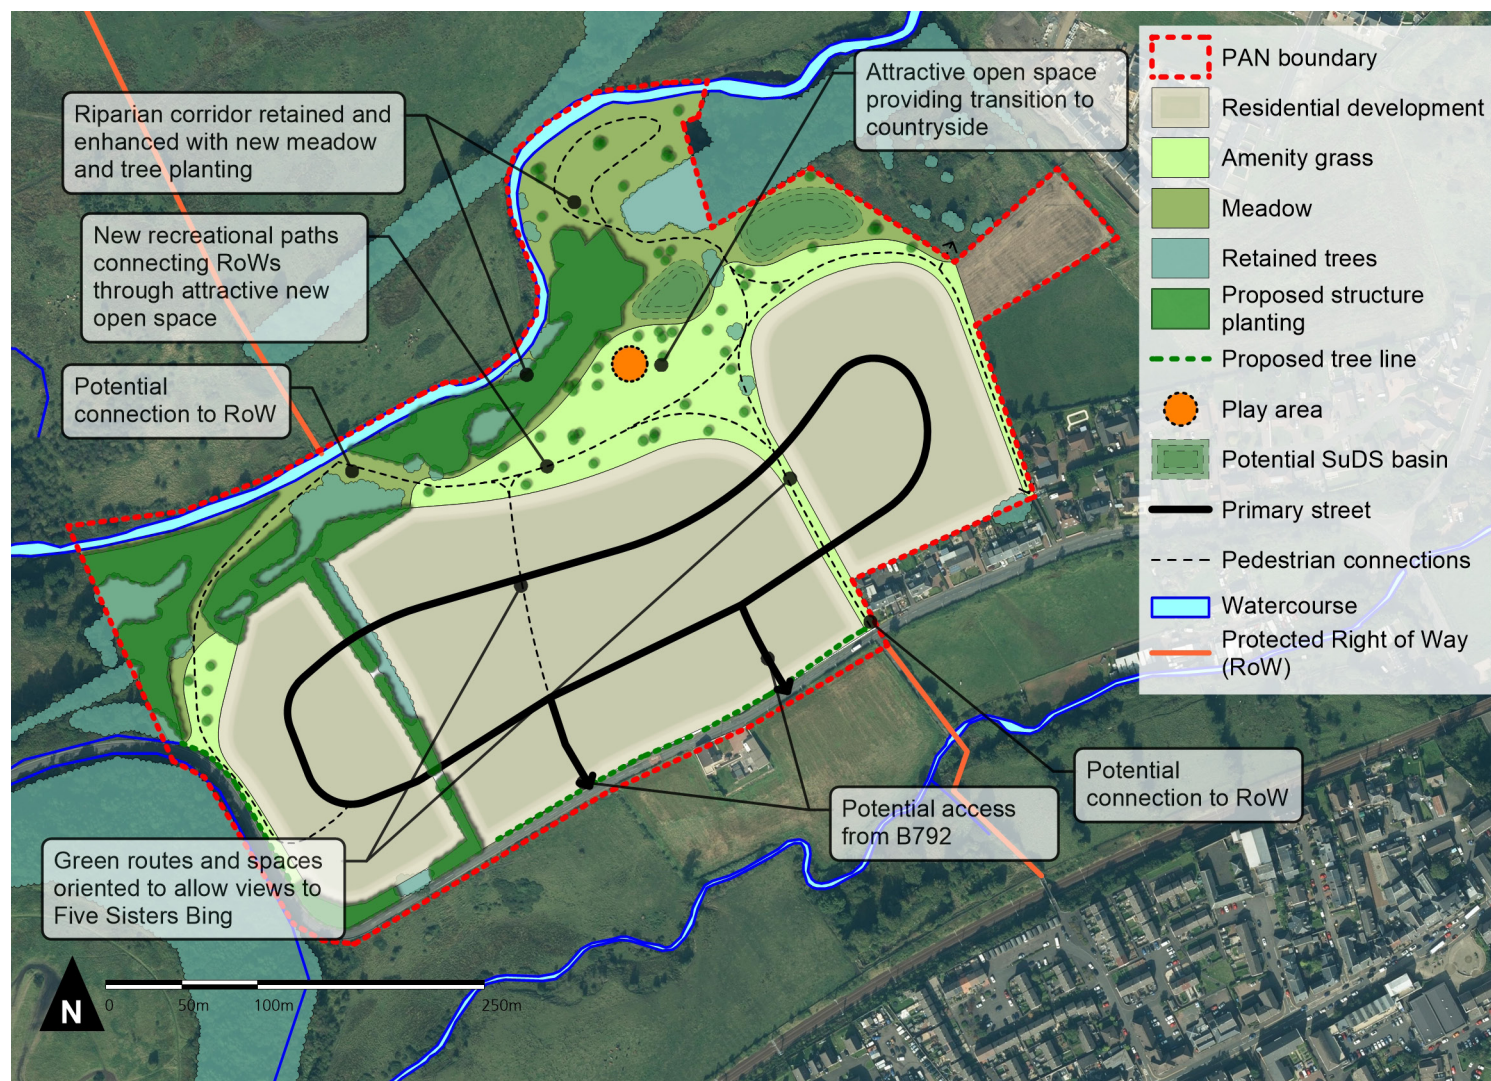 Riparian corridor retained and
enhanced with new meadow
and tree planting
New recreational paths
connecting RoWs
through attractive new
open space
Potential
connection to RoW
Attractive open space
providing transition to
countryside
PAN boundary
Residential development
Amenity grass
Meadow
Retained trees
Proposed structure
planting
Proposed tree line
Play area
Potential SuDS basin
Primary street
Pedestrian connections
Watercourse
Protected Right of Way
(RoW)
Potential
connection to RoW
Potential access
from B792
Green routes and spaces
oriented to allow views to
Five Sisters Bing
N
0 50m 100m 250m